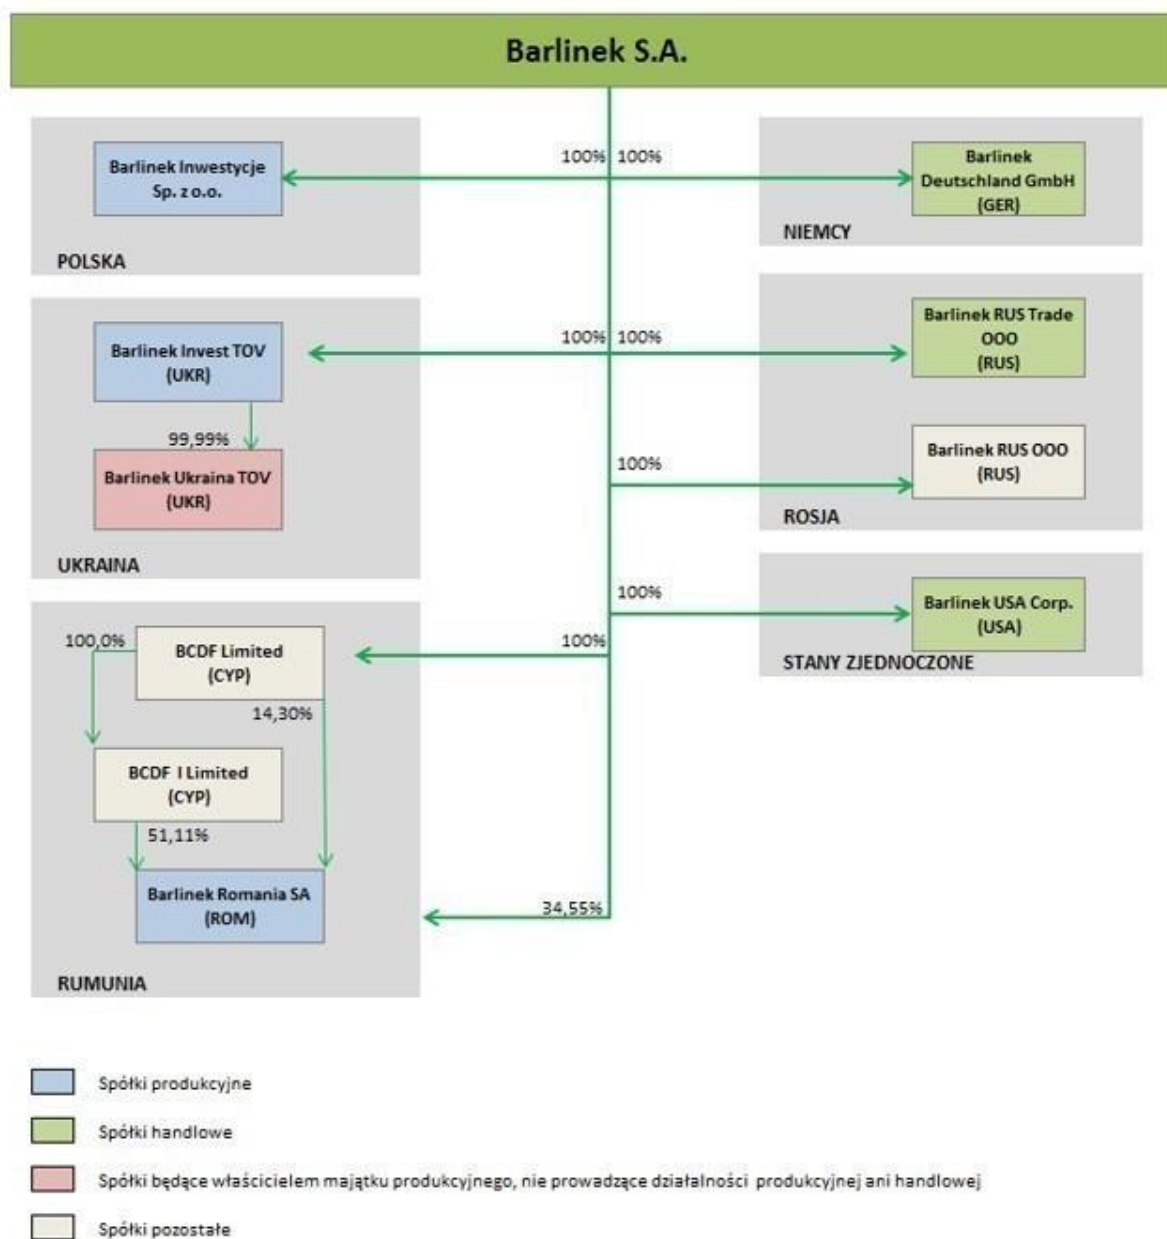 Barlinek S.A.
Barlinek Inwestycje
Sp. z o.o.
POLSKA
100%
100%
Barlinek
Deutschland GmbH
(GER)
NIEMCY
Barlinek Invest TOV
(UKR)
99,99%
Barlinek Ukraina TOV
(UKR)
UKRAINA
100%
100%
Barlinek RUS Trade
OOO
(RUS)
100%
Barlinek RUS OOO
(RUS)
ROSJA
100%
Barlinek USA Corp.
(USA)
STANY ZJEDNOCZONE
100,0%
BCDF Limited
(CYP)
100%
14,30%
BCDF I Limited
(CYP)
51,11%
Barlinek Romania SA
(ROM)
34,55%
RUMUNIA
Spółki produkcyjne
Spółki handlowe
Spółki będące właścicielem majątku produkcyjnego, nie prowadzące działalności produkcyjnej ani handlowej
Spółki pozostałe